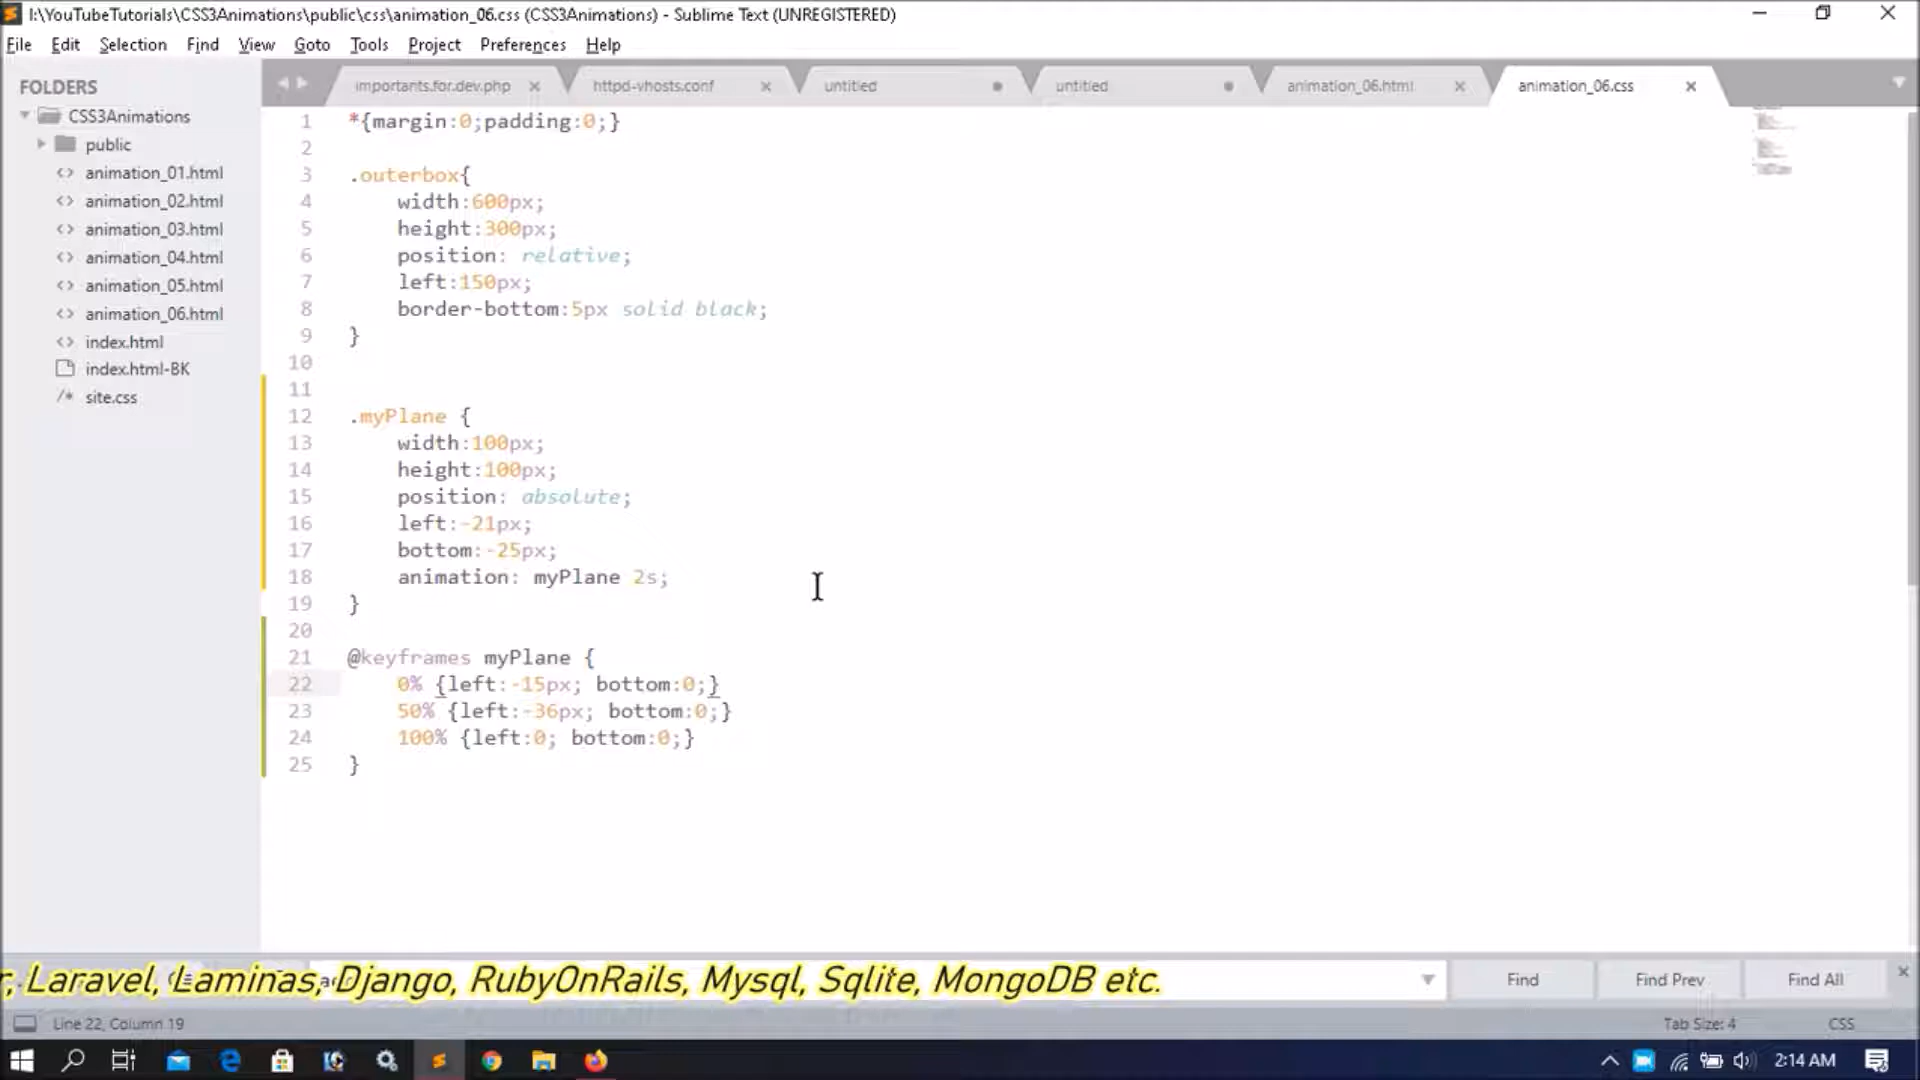 I:\YouTubeTutorials\CSS3Animations\public\css\animation_06.css (CSS3Animations) - Sublime Text (UNREGISTERED)
File Edit Selection Find View Goto Tools Project Preferences Help
FOLDERS
CSS3Animations
public
animation_01.html
animation_02.html
animation_03.html
animation_04.html
animation_05.html
animation_06.html
index.html
index.html-BK
site.css
importants.for.dev.php httpd-vhosts.conf untitled untitled animation_06.html animation_06.css
1 *{margin:0;padding:0;}
2
3 .outerbox{
4 width:600px;
5 height:300px;
6 position: relative;
7 left:150px;
8 border-bottom:5px solid black;
9 }
10
11
12 .myPlane {
13 width:100px;
14 height:100px;
15 position: absolute;
16 left:-21px;
17 bottom:-25px;
18 animation: myPlane 2s;
19 }
20
21 @keyframes myPlane {
22 0% {left:-15px; bottom:0;}
23 50% {left:-36px; bottom:0;}
24 100% {left:0; bottom:0;}
25 }
r, Laravel, Laminas, Django, RubyOnRails, Mysql, Sqlite, MongoDB etc.
Find Find Prev Find All
Line 22, Column 19 Tab Size: 4 CSS
2:14 AM